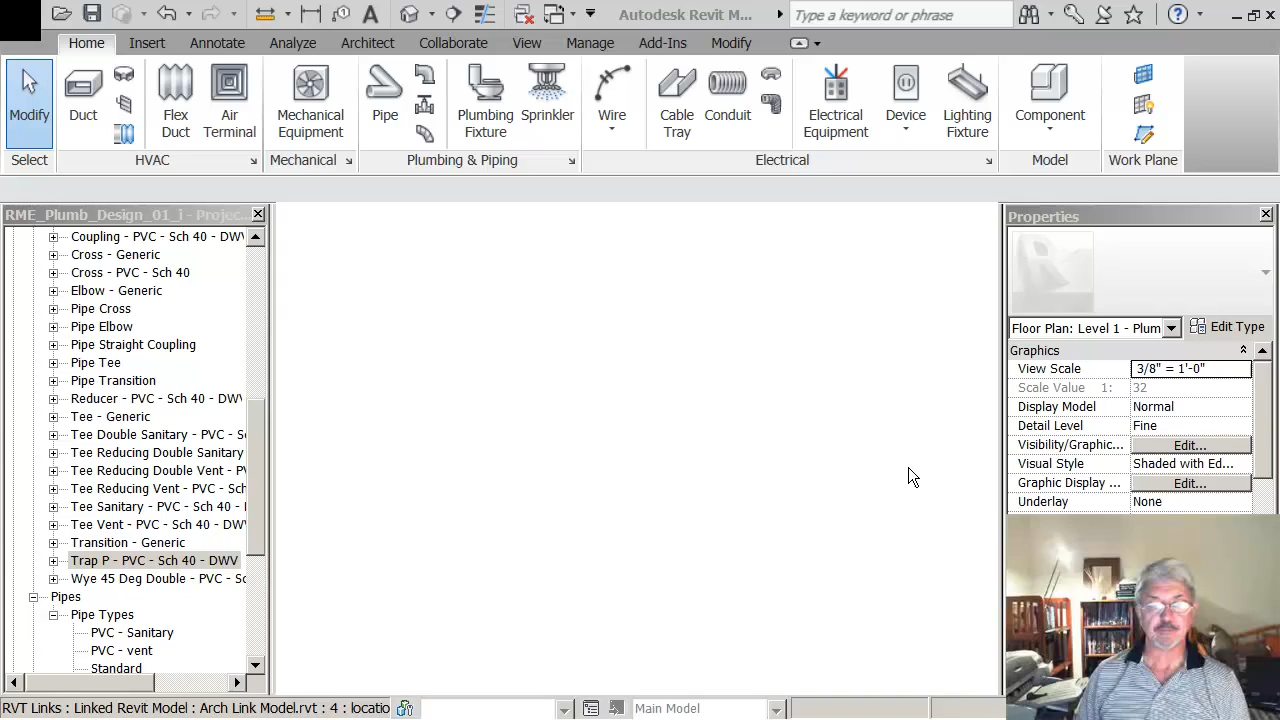 Autodesk Revit M...
Type a keyword or phrase
Home Insert Annotate Analyze Architect Collaborate View Manage Add-Ins Modify
Modify
Duct
Flex Duct
Air Terminal
Mechanical Equipment
Pipe
Plumbing Fixture
Sprinkler
Wire
Cable Tray
Conduit
Electrical Equipment
Device
Lighting Fixture
Component
Select HVAC Mechanical Plumbing & Piping Electrical Model Work Plane
RME_Plumb_Design_01_i - Projec...
Coupling - PVC - Sch 40 - DWV
Cross - Generic
Cross - PVC - Sch 40
Elbow - Generic
Pipe Cross
Pipe Elbow
Pipe Straight Coupling
Pipe Tee
Pipe Transition
Reducer - PVC - Sch 40 - DWV
Tee - Generic
Tee Double Sanitary - PVC - Sc
Tee Reducing Double Sanitary
Tee Reducing Double Vent - PV
Tee Reducing Vent - PVC - Sch
Tee Sanitary - PVC - Sch 40 -
Tee Vent - PVC - Sch 40 - DWV
Transition - Generic
Trap P - PVC - Sch 40 - DWV
Wye 45 Deg Double - PVC - Sc
Pipes
Pipe Types
PVC - Sanitary
PVC - vent
Standard
Properties
Floor Plan: Level 1 - Plum
Edit Type
Graphics
View Scale 3/8" = 1'-0"
Scale Value 1: 32
Display Model Normal
Detail Level Fine
Visibility/Graphic... Edit...
Visual Style Shaded with Ed...
Graphic Display ... Edit...
Underlay None
RVT Links : Linked Revit Model : Arch Link Model.rvt : 4 : locatio
Main Model